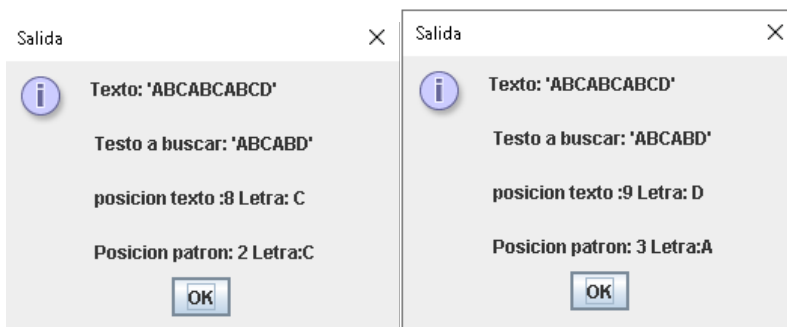 Salida
Texto: 'ABCABCABCD'
Testo a buscar: 'ABCABD'
posicion texto :8 Letra: C
Posicion patron: 2 Letra:C
OK
Salida
Texto: 'ABCABCABCD'
Testo a buscar: 'ABCABD'
posicion texto :9 Letra: D
Posicion patron: 3 Letra:A
OK